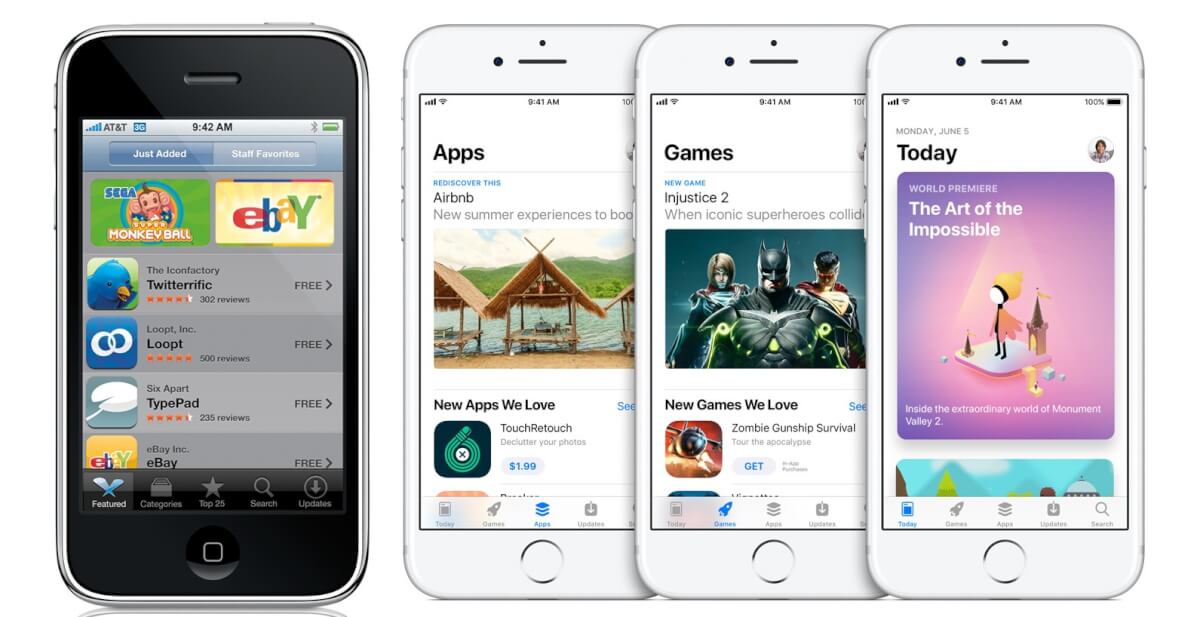 AT&T 3G 9:42 AM
Just Added Staff Favorites
SEGA
SUPER
MONKEY BALL
ebay
The Iconfactory
Twitterrific FREE
302 reviews
Loopt, Inc.
Loopt FREE
500 reviews
Six Apart
TypePad FREE
235 reviews
eBay Inc.
eBay FREE
Featured Categories Top 25 Search Updates
9:41 AM
Apps
REDISCOVER THIS
Airbnb
New summer experiences to boo
New Apps We Love See
TouchRetouch
Declutter your photos
$1.99
Today Games Apps Updates
9:41 AM
Games
NEW GAME
Injustice 2
When iconic superheroes collide
New Games We Love See
Zombie Gunship Survival
Tour the apocalypse
GET In-App
Purchases
Today Games Apps Updates
9:41 AM 100%
MONDAY, JUNE 5
Today
WORLD PREMIERE
The Art of the
Impossible
Inside the extraordinary world of Monument
Valley 2.
Today Games Apps Updates Search